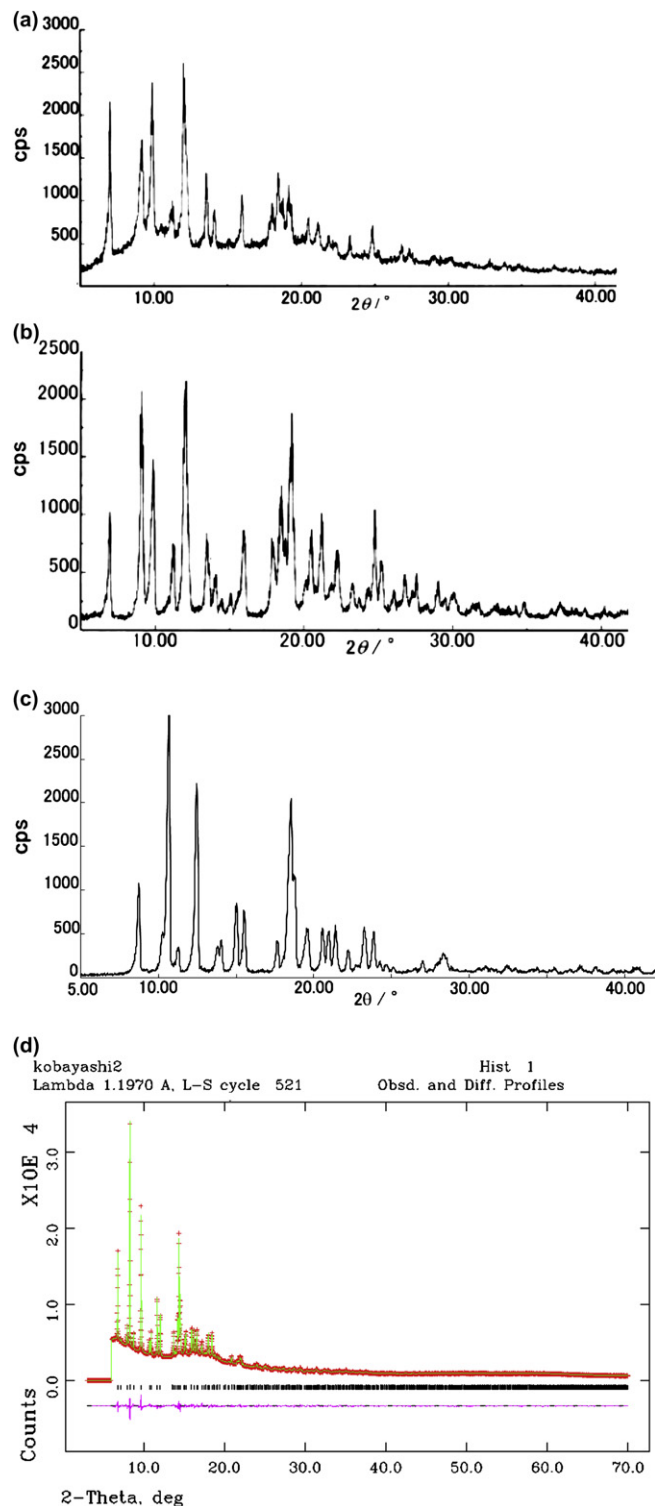 (a)
3000
2500
2000
1500
1000
500
0
cps
10.00 20.00 30.00 40.00
2θ/°
(b)
2500
2000
1500
1000
500
0
cps
10.00 20.00 30.00 40.00
2θ/°
(c)
3000
2500
2000
1500
1000
500
0
cps
5.00 10.00 20.00 30.00 40.00
2θ/°
(d)
kobayashi2 Hist 1
Lambda 1.1970 A, L-S cycle 521 Obsd. and Diff. Profiles
X10E 4
3.0
2.0
1.0
0.0
Counts
10.0 20.0 30.0 40.0 50.0 60.0 70.0
2-Theta, deg